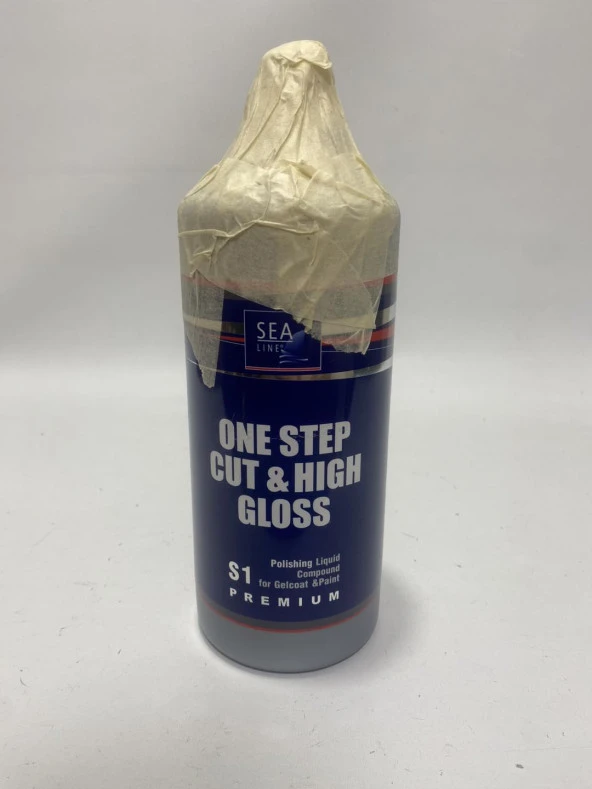 SEA
LINE
ONE STEP
CUT & HIGH
GLOSS
S1
Polishing Liquid
Compound
for Gelcoat &Paint
PREMIUM